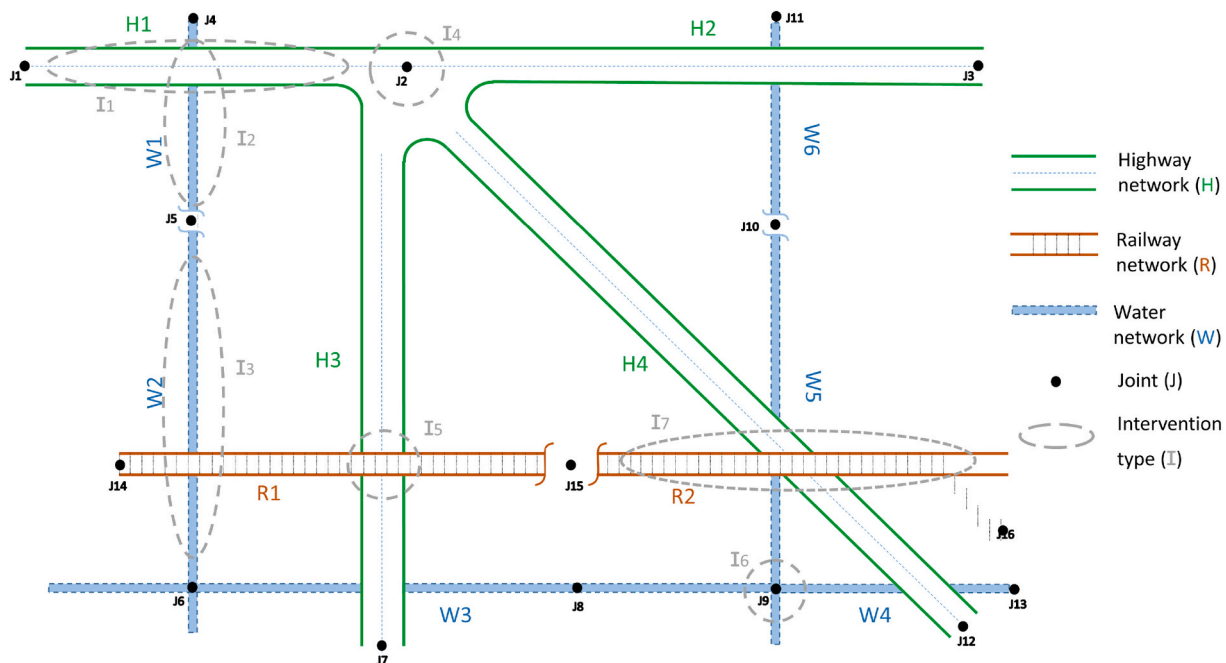 H1
J4
I4
H2
J11
J1
J2
J3
I1
I2
W1
W6
Highway
network (H)
J5
J10
Railway
network (R)
Water
network (W)
W2
I3
H3
H4
W5
Joint (J)
I5
I7
Intervention
type (I)
J14
R1
J15
R2
J16
I6
J6
W3
J8
J9
W4
J13
J7
J12